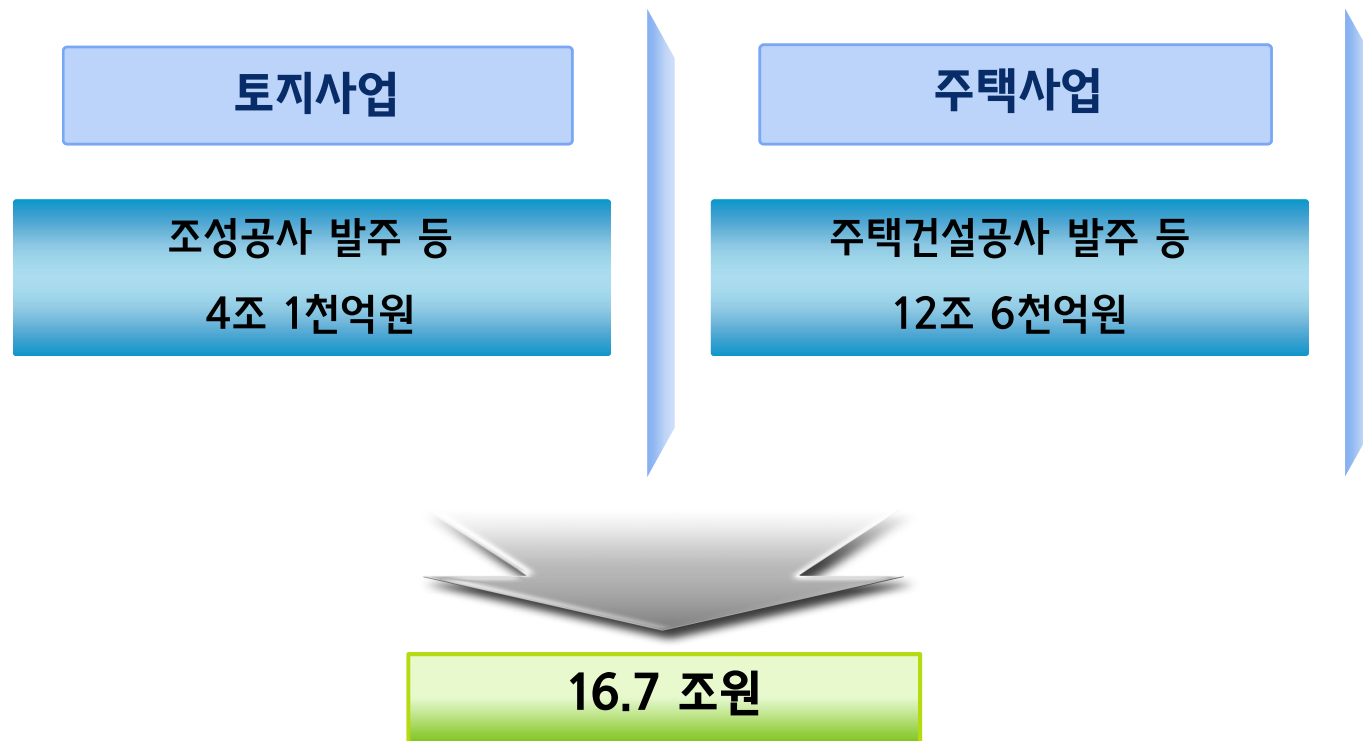 토지사업
조성공사 발주 등
4조 1천억원
주택사업
주택건설공사 발주 등
12조 6천억원
16.7 조원